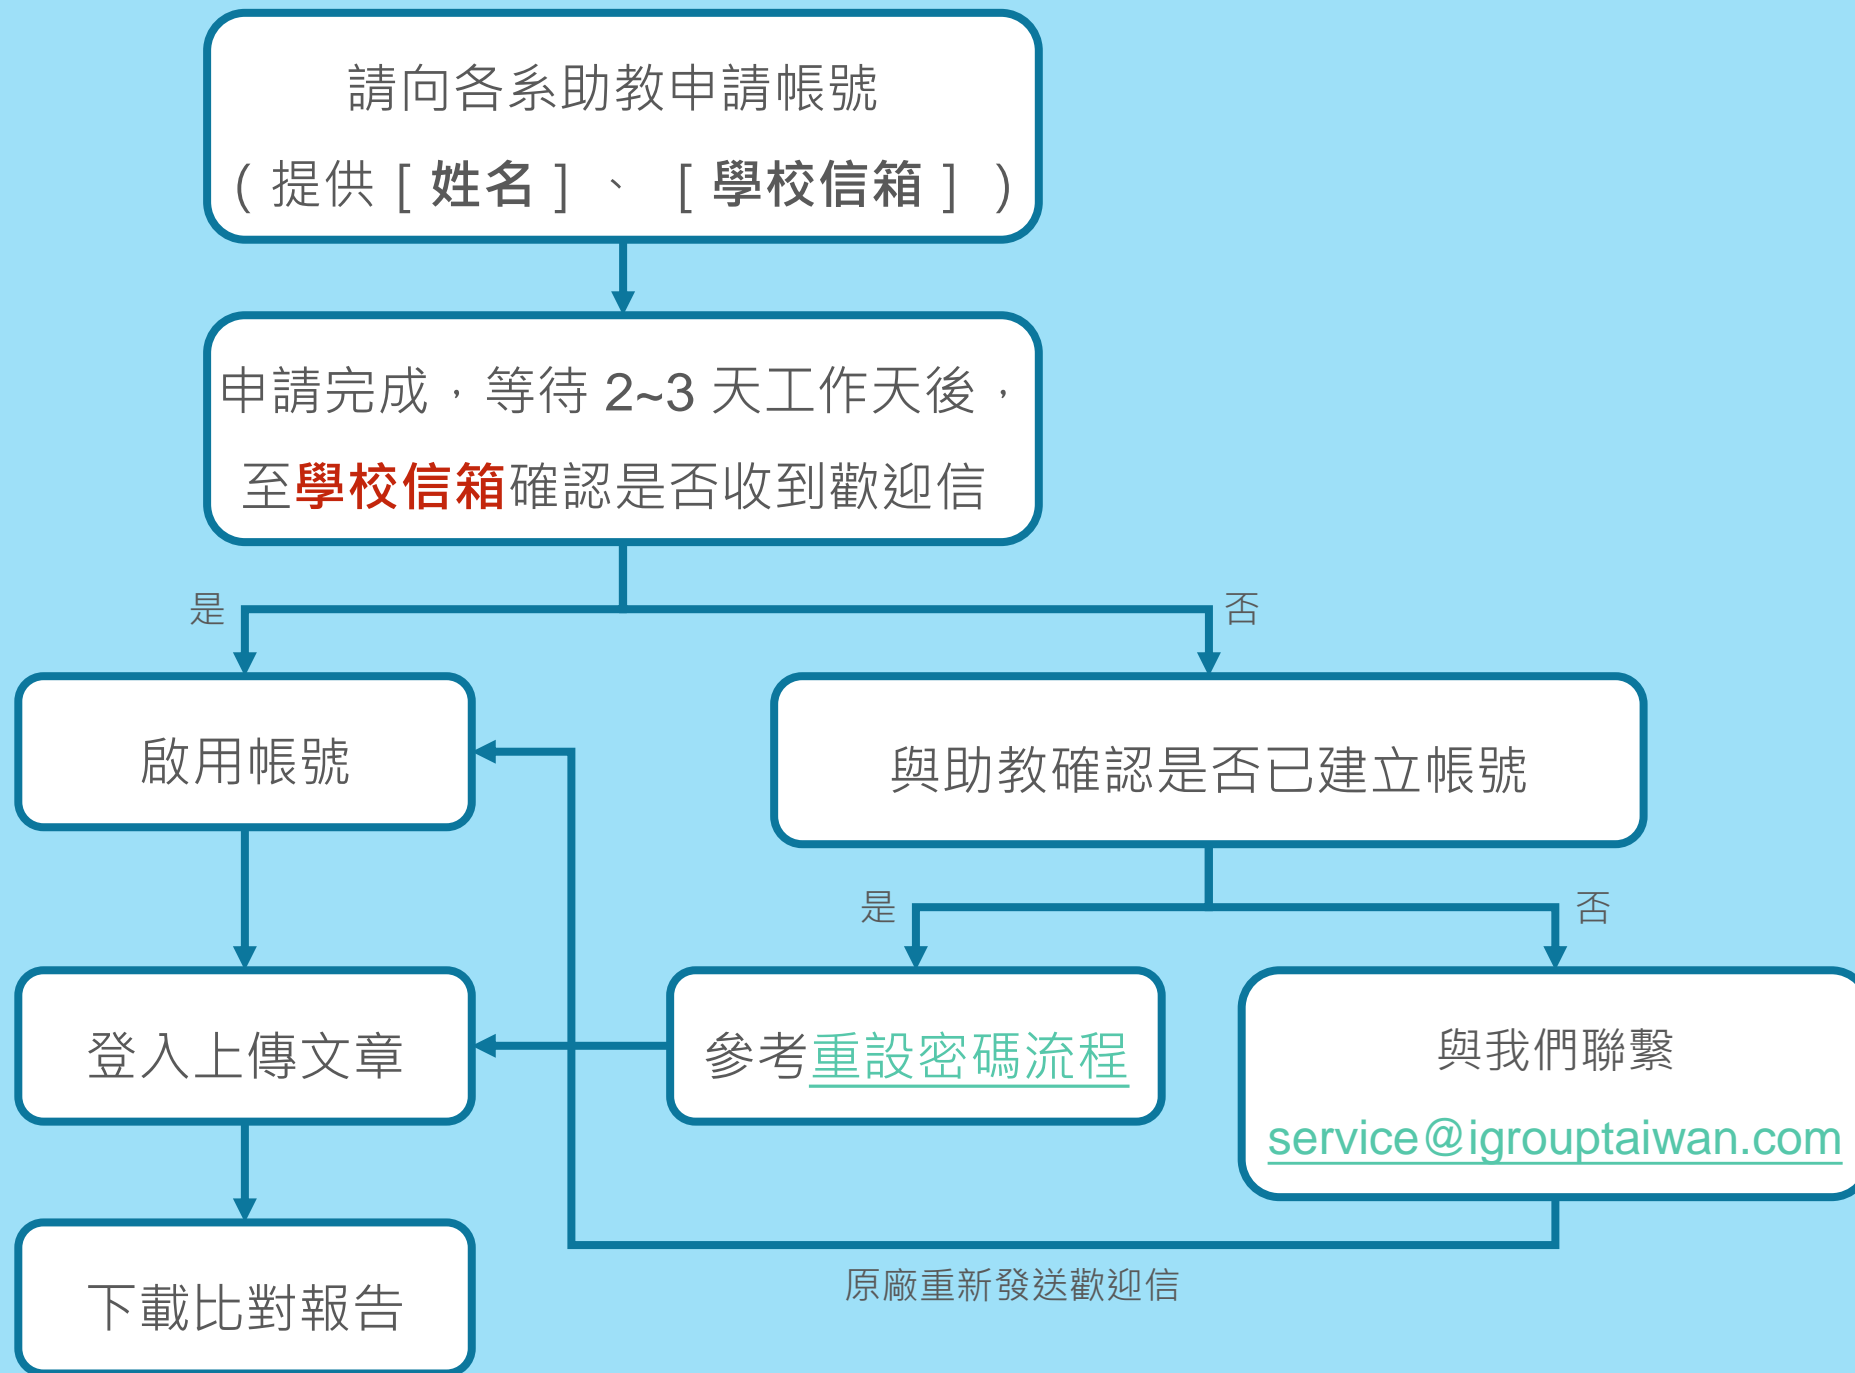 請向各系助教申請帳號
( 提供 [ 姓名 ] 、 [ 學校信箱 ] )
申請完成，等待 2~3 天工作天後，
至學校信箱確認是否收到歡迎信
是
否
啟用帳號
與助教確認是否已建立帳號
是
否
登入上傳文章
參考重設密碼流程
與我們聯繫
service@igrouptaiwan.com
原廠重新發送歡迎信
下載比對報告